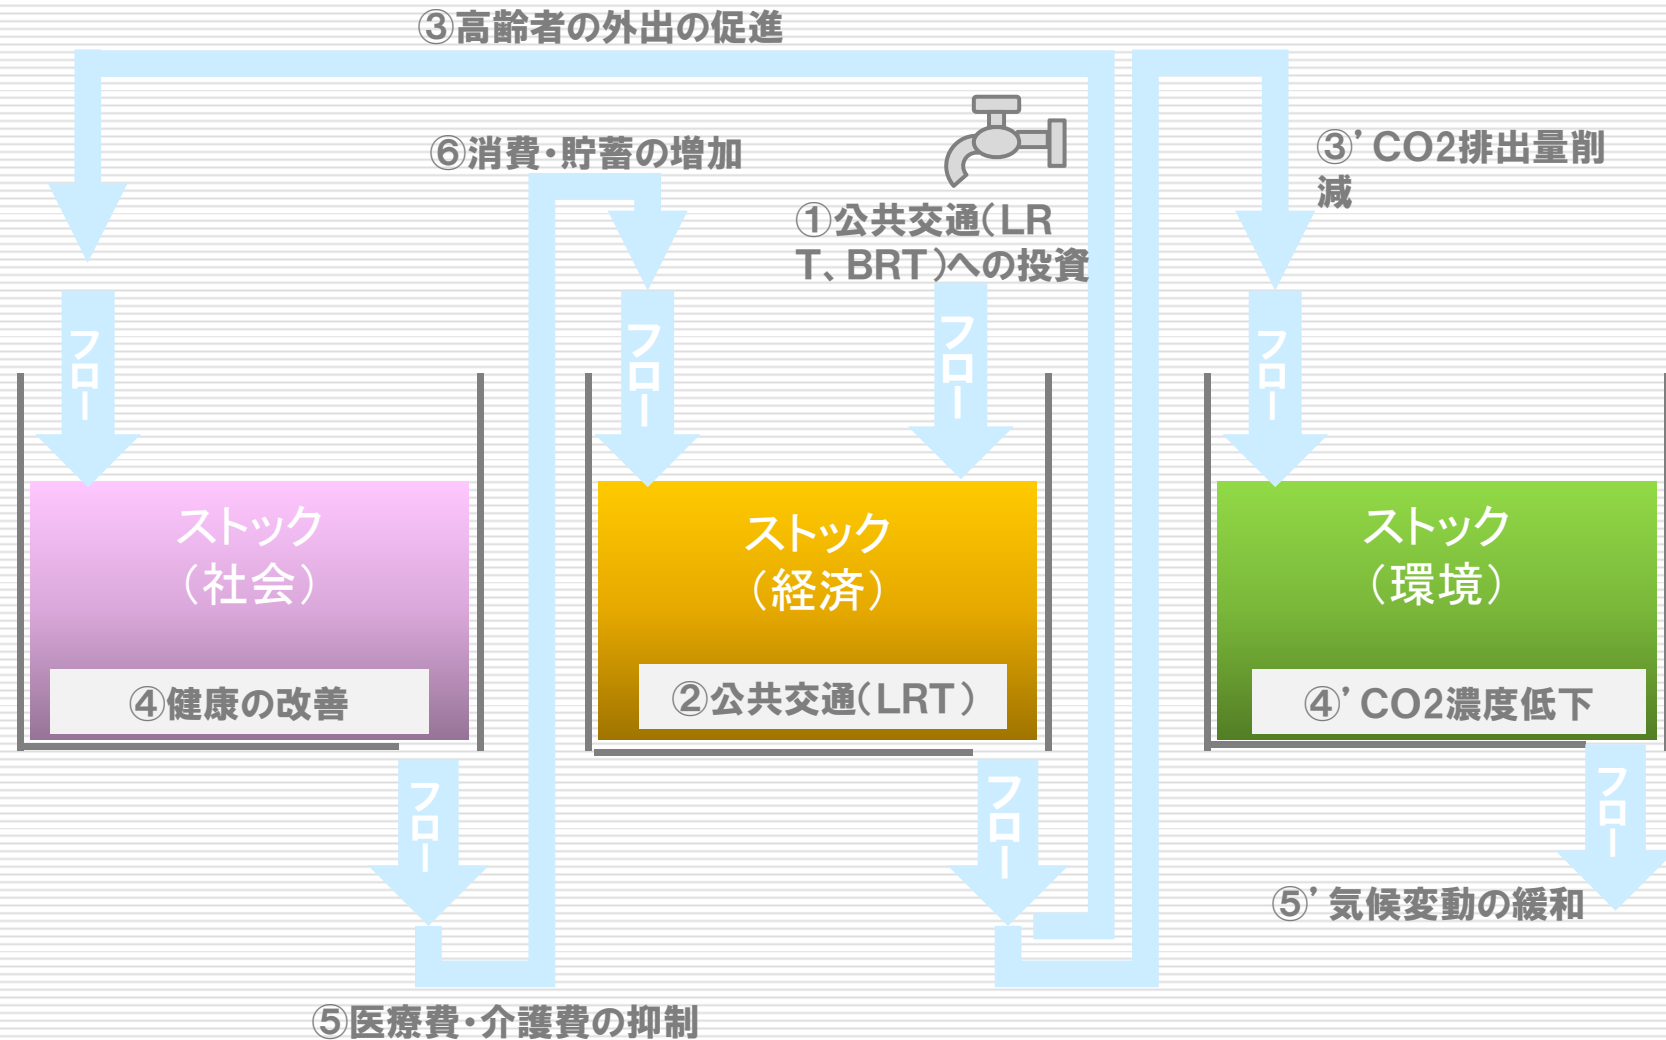 ③高齢者の外出の促進
⑥消費・貯蓄の増加
①公共交通(LR
T、BRT)への投資
③’CO2排出量削
減
フロー
フロー
フロー
フロー
ストック
(社会)
④健康の改善
ストック
(経済)
②公共交通(LRT)
ストック
(環境)
④’CO2濃度低下
フロー
フロー
フロー
⑤’気候変動の緩和
⑤医療費・介護費の抑制